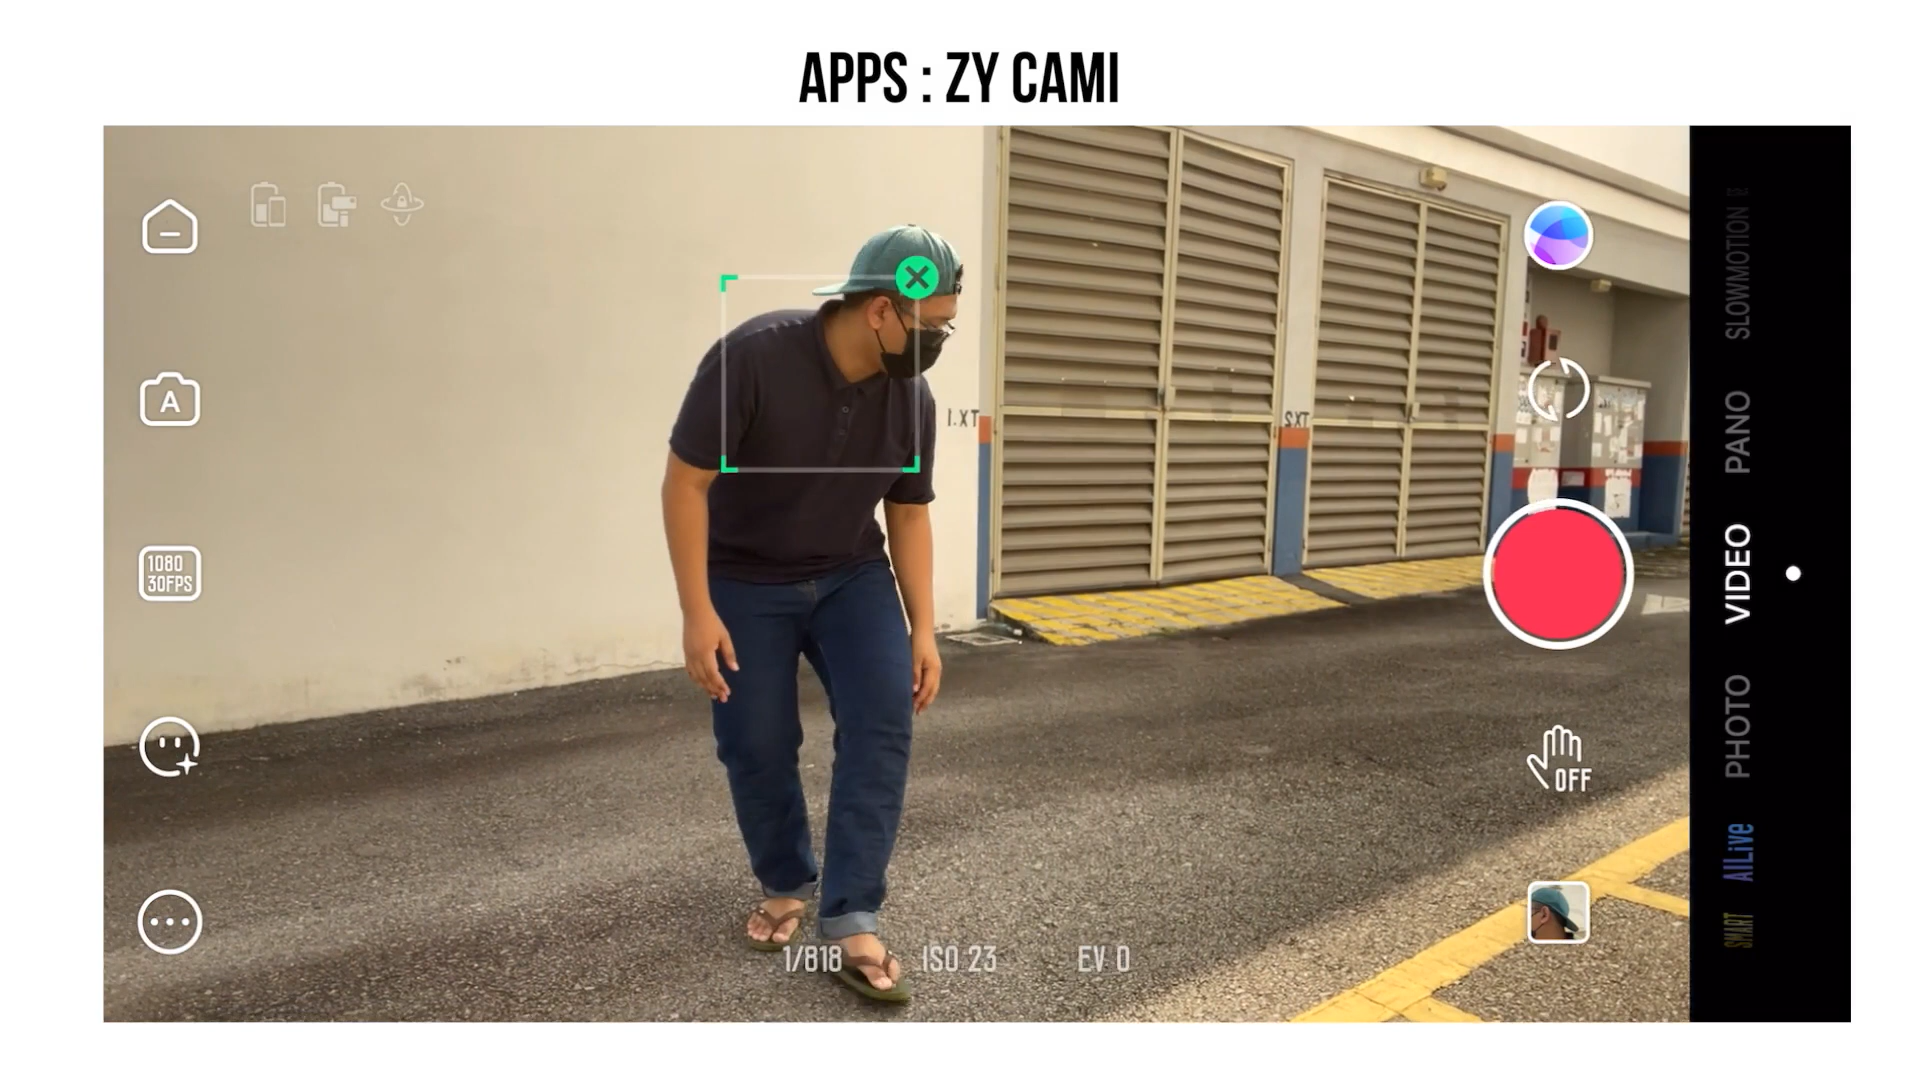 APPS : ZY CAMI
A
1080
30FPS
1.XT
SXT
OFF
1/818 ISO 23 EV 0
SLOWMOTION
PANO
VIDEO
PHOTO
AILive
SMART